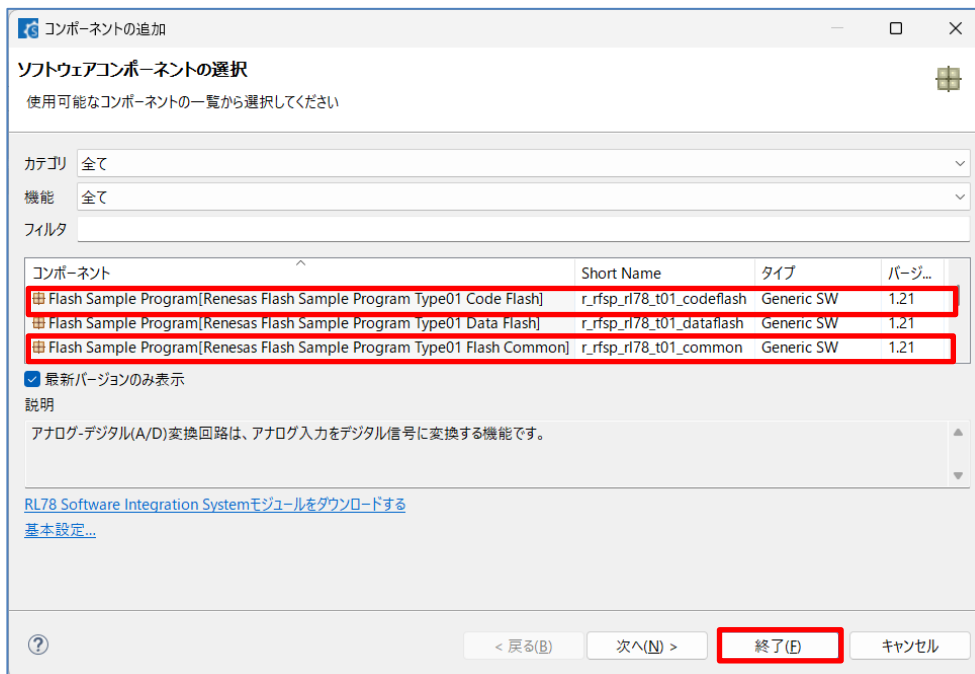 コンポーネントの追加
ソフトウェアコンポーネントの選択
使用可能なコンポーネントの一覧から選択してください
カテゴリ 全て
機能 全て
フィルタ
コンポーネント Short Name タイプ バージ...
Flash Sample Program[Renesas Flash Sample Program Type01 Code Flash] r_rfsp_rl78_t01_codeflash Generic SW 1.21
Flash Sample Program[Renesas Flash Sample Program Type01 Data Flash] r_rfsp_rl78_t01_dataflash Generic SW 1.21
Flash Sample Program[Renesas Flash Sample Program Type01 Flash Common] r_rfsp_rl78_t01_common Generic SW 1.21
最新バージョンのみ表示
説明
アナログ-デジタル(A/D)変換回路は、アナログ入力をデジタル信号に変換する機能です。
RL78 Software Integration Systemモジュールをダウンロードする
基本設定...
? < 戻る(B) 次へ(N) > 終了(F) キャンセル